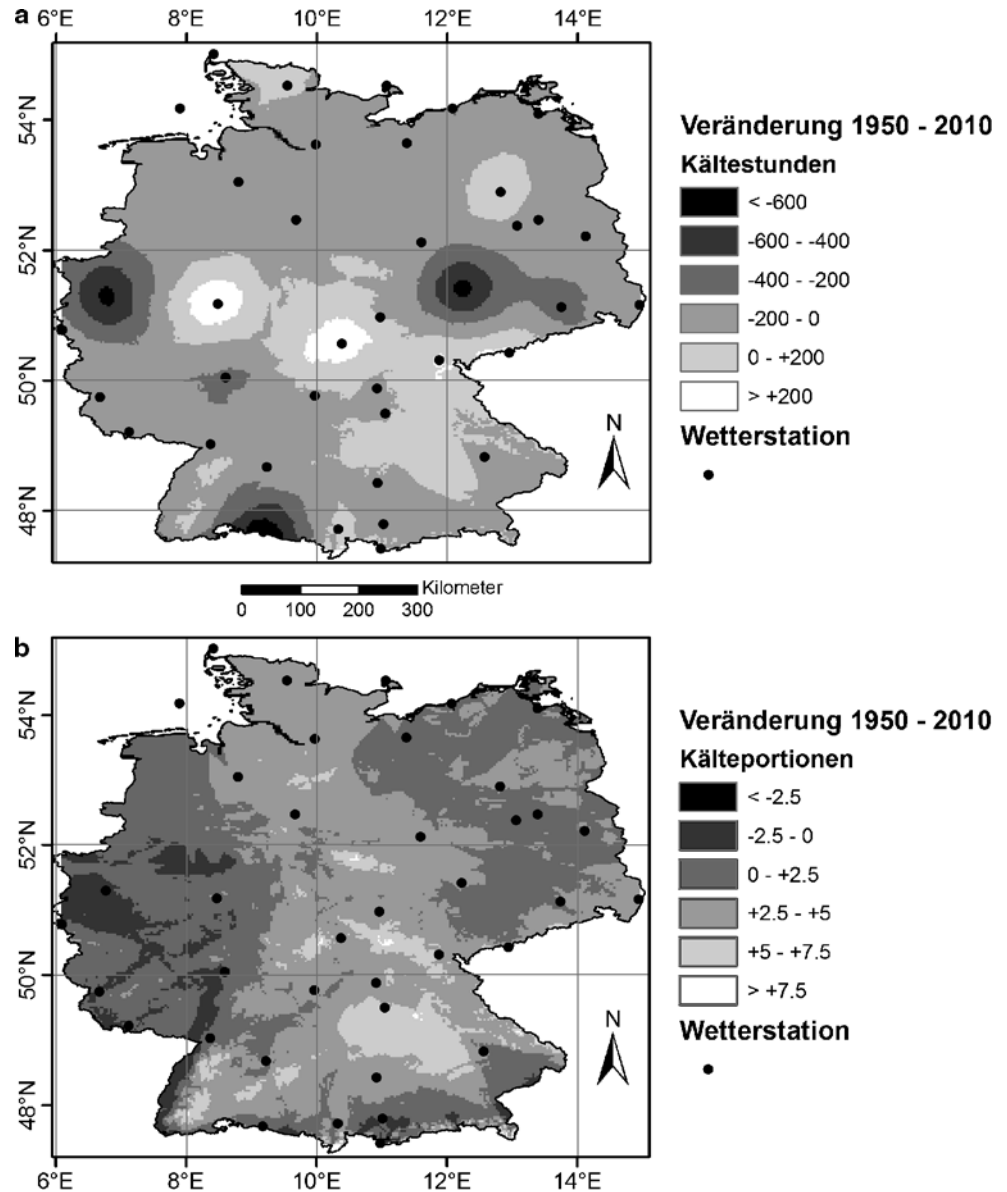 a
6°E 8°E 10°E 12°E 14°E
54°N
52°N
50°N
48°N
N
Veränderung 1950 - 2010
Kältestunden
< -600
-600 - -400
-400 - -200
-200 - 0
0 - +200
> +200
Wetterstation
Kilometer
0 100 200 300
b
54°N
52°N
50°N
48°N
N
6°E 8°E 10°E 12°E 14°E
Veränderung 1950 - 2010
Kälteportionen
< -2.5
-2.5 - 0
0 - +2.5
+2.5 - +5
+5 - +7.5
> +7.5
Wetterstation